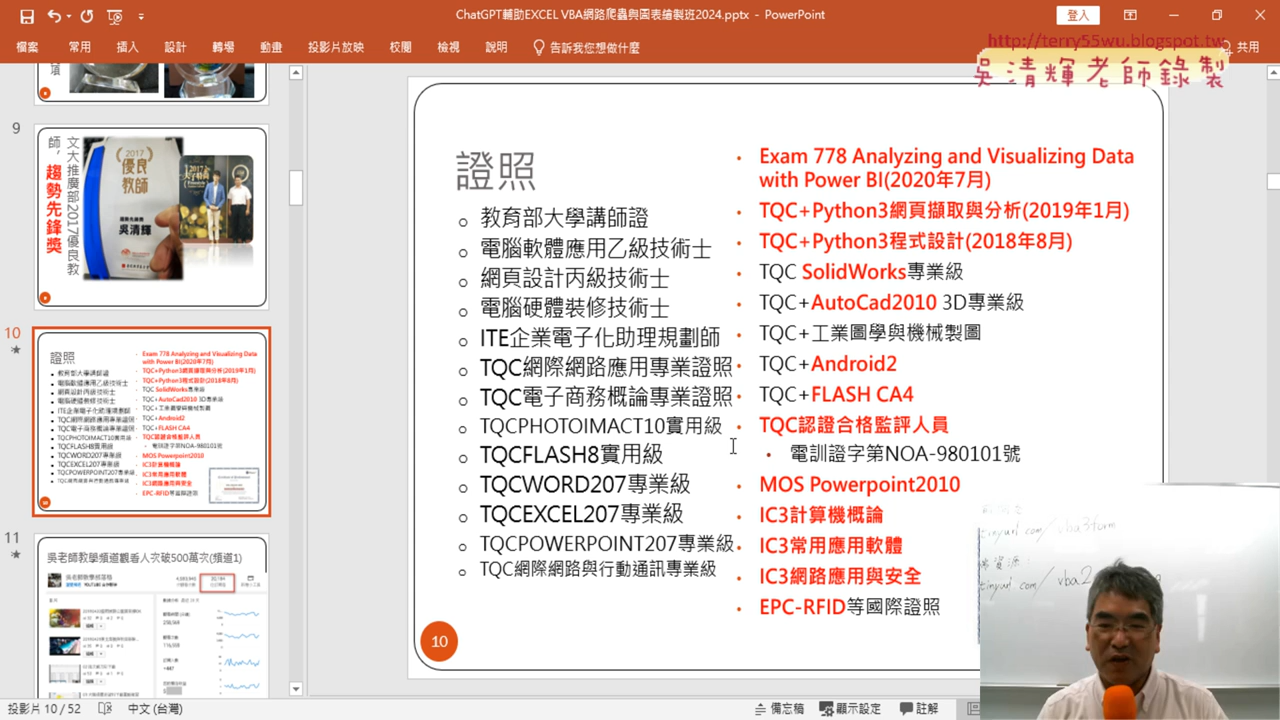 ChatGPT輔助EXCEL VBA網路爬蟲與圖表繪製班2024.pptx - PowerPoint
登入
檔案 常用 插入 設計 轉場 動畫 投影片放映 校閱 檢視 說明 告訴我您想做什麼
共用
http://terry55wu.blogspot.tw
吳清輝老師錄製
9
文大推廣部2017優良教
師,趨勢先鋒獎
2017
優良
教師
吳清輝
10
證照
11
吳老師教學頻道觀看人次破500萬次(頻道1)
證照
教育部大學講師證
電腦軟體應用乙級技術士
網頁設計丙級技術士
電腦硬體裝修技術士
ITE企業電子化助理規劃師
TQC網際網路應用專業證照
TQC電子商務概論專業證照
TQCPHOTOIMACT10實用級
TQCFLASH8實用級
TQCWORD207專業級
TQCEXCEL207專業級
TQCPOWERPOINT207專業級
TQC網際網路與行動通訊專業級
Exam 778 Analyzing and Visualizing Data
with Power BI(2020年7月)
TQC+Python3網頁擷取與分析(2019年1月)
TQC+Python3程式設計(2018年8月)
TQC SolidWorks專業級
TQC+AutoCad2010 3D專業級
TQC+工業圖學與機械製圖
TQC+Android2
TQC+FLASH CA4
TQC認證合格監評人員
電訓證字第NOA-980101號
MOS Powerpoint2010
IC3計算機概論
IC3常用應用軟體
IC3網路應用與安全
EPC-RFID等國際證照
10
投影片 10 / 52 中文 (台灣) 備忘稿 顯示設定 註解